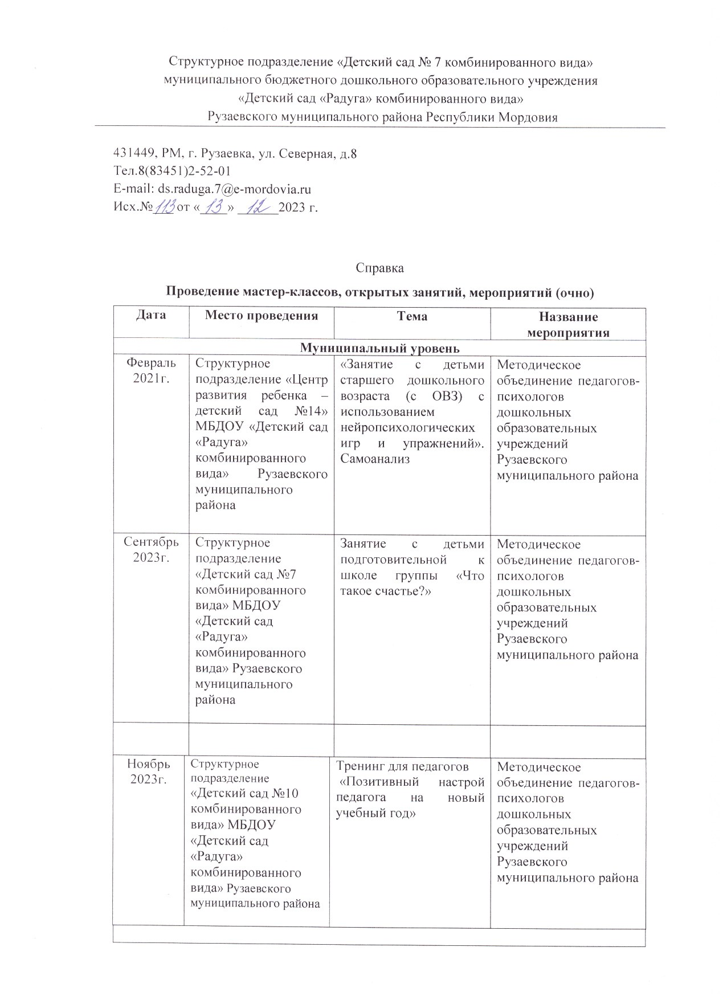 Структурное подразделение «Детский сад № 7 комбинированного вида»
муниципального бюджетного дошкольного образовательного учреждения
«Детский сад «Радуга» комбинированного вида»
Рузаевского муниципального района Республики Мордовия
431449, РМ, г. Рузаевка, ул. Северная, д.8
Тел.8(83451)2-52-01
E-mail: ds.raduga.7@e-mordovia.ru
Исх.№ 113 от « 13 » 12 2023 г.
Справка
Проведение мастер-классов, открытых занятий, мероприятий (очно)
Дата
Место проведения
Тема
Название
мероприятия
Муниципальный уровень
Февраль
2021г.
Структурное
подразделение «Центр
развития ребенка –
детский сад №14»
МБДОУ «Детский сад
«Радуга»
комбинированного
вида» Рузаевского
муниципального
района
«Занятие с детьми
старшего дошкольного
возраста (с ОВЗ) с
использованием
нейропсихологических
игр и упражнений».
Самоанализ
Методическое
объединение педагогов-
психологов
дошкольных
образовательных
учреждений
Рузаевского
муниципального района
Сентябрь
2023г.
Структурное
подразделение
«Детский сад №7
комбинированного
вида» МБДОУ
«Детский сад
«Радуга»
комбинированного
вида» Рузаевского
муниципального
района
Занятие с детьми
подготовительной к
школе группы «Что
такое счастье?»
Методическое
объединение педагогов-
психологов
дошкольных
образовательных
учреждений
Рузаевского
муниципального района
Ноябрь
2023г.
Структурное
подразделение
«Детский сад №10
комбинированного
вида» МБДОУ
«Детский сад
«Радуга»
комбинированного
вида» Рузаевского
муниципального района
Тренинг для педагогов
«Позитивный настрой
педагога на новый
учебный год»
Методическое
объединение педагогов-
психологов
дошкольных
образовательных
учреждений
Рузаевского
муниципального района